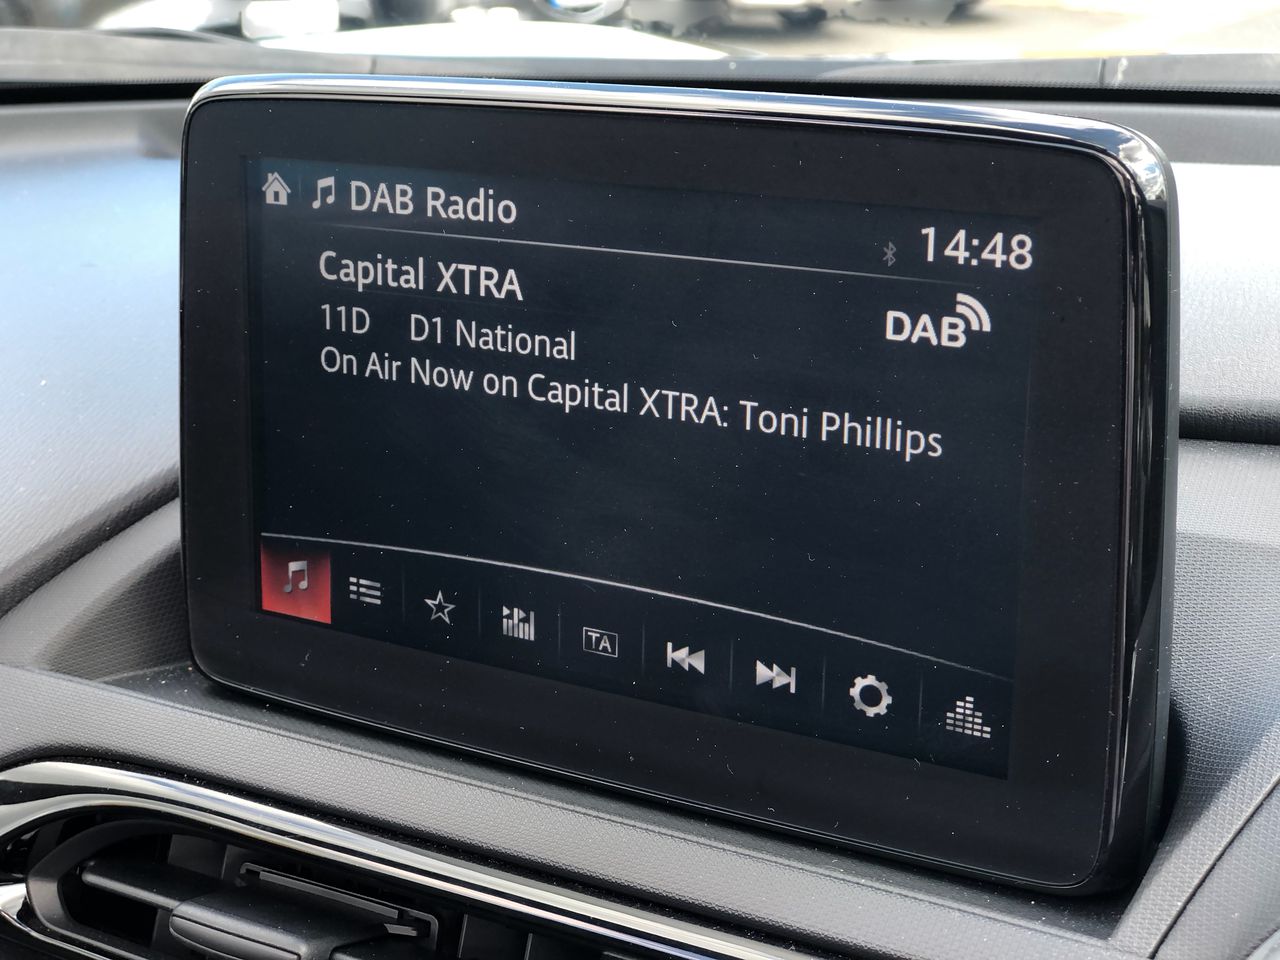 DAB Radio
14:48
Capital XTRA
DAB
11D D1 National
On Air Now on Capital XTRA: Toni Phillips
TA